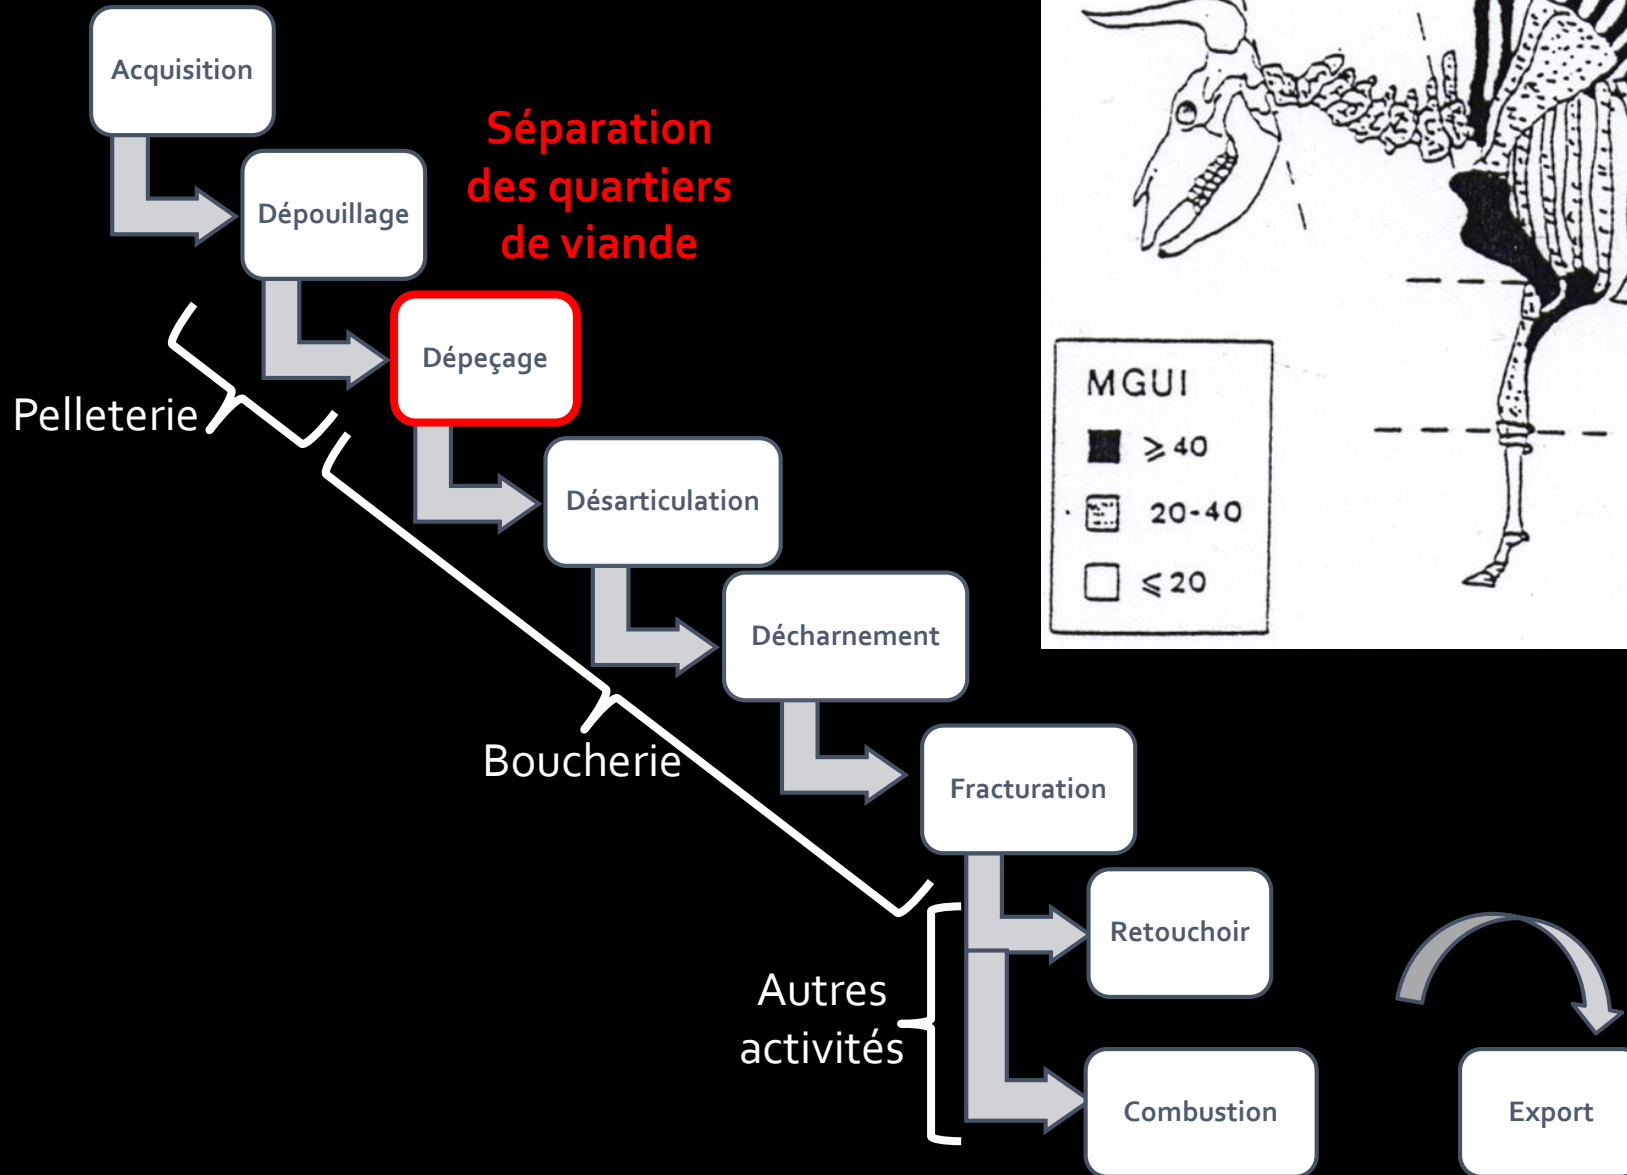 Acquisition
Séparation
des quartiers
de viande
Dépouillage
Dépeçage
Pelleterie
MGUI
≥ 40
20-40
≤ 20
Désarticulation
Décharnement
Boucherie
Fracturation
Retouchoir
Autres
activités
Combustion
Export